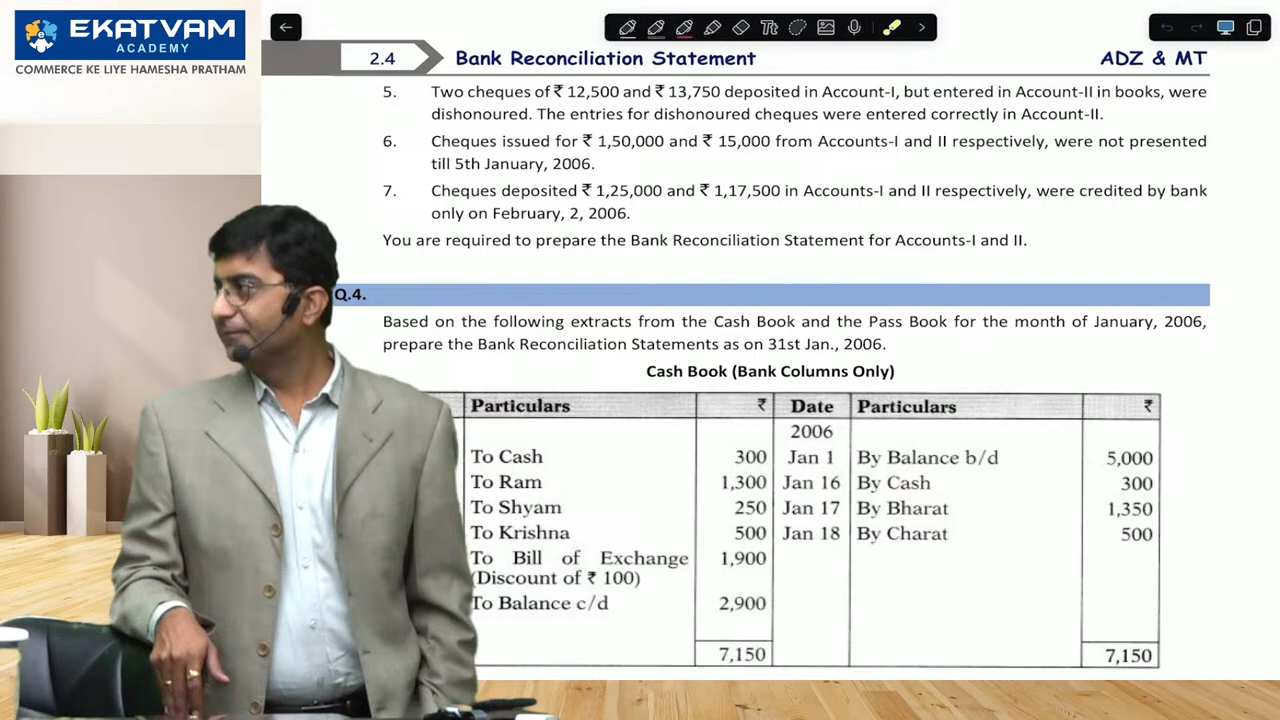 EKATVAM
ACADEMY
COMMERCE KE LIYE HAMESHA PRATHAM
2.4 Bank Reconciliation Statement ADZ & MT
5. Two cheques of ₹ 12,500 and ₹ 13,750 deposited in Account-I, but entered in Account-II in books, were
dishonoured. The entries for dishonoured cheques were entered correctly in Account-II.
6. Cheques issued for ₹ 1,50,000 and ₹ 15,000 from Accounts-I and II respectively, were not presented
till 5th January, 2006.
7. Cheques deposited ₹ 1,25,000 and ₹ 1,17,500 in Accounts-I and II respectively, were credited by bank
only on February, 2, 2006.
You are required to prepare the Bank Reconciliation Statement for Accounts-I and II.
Q.4.
Based on the following extracts from the Cash Book and the Pass Book for the month of January, 2006,
prepare the Bank Reconciliation Statements as on 31st Jan., 2006.
Cash Book (Bank Columns Only)
Particulars ₹ Date Particulars ₹
2006
To Cash 300 Jan 1 By Balance b/d 5,000
To Ram 1,300 Jan 16 By Cash 300
To Shyam 250 Jan 17 By Bharat 1,350
To Krishna 500 Jan 18 By Charat 500
To Bill of Exchange 1,900
(Discount of ₹ 100)
To Balance c/d 2,900
7,150 7,150